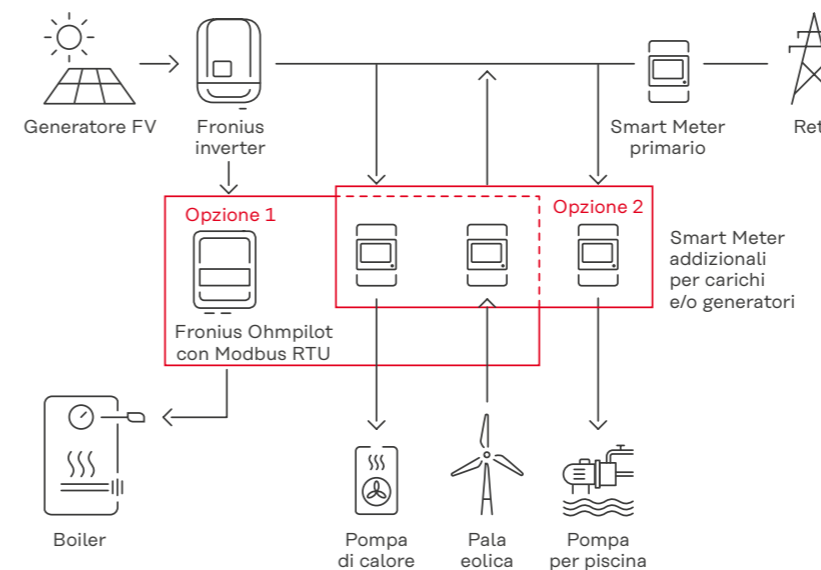 Generatore FV
Fronius
inverter
Smart Meter
primario
Opzione 1
Opzione 2
Smart Meter
addizionali
per carichi
e/o generatori
Fronius Ohmpilot
con Modbus RTU
Boiler
Pompa
di calore
Pala
eolica
Pompa
per piscina